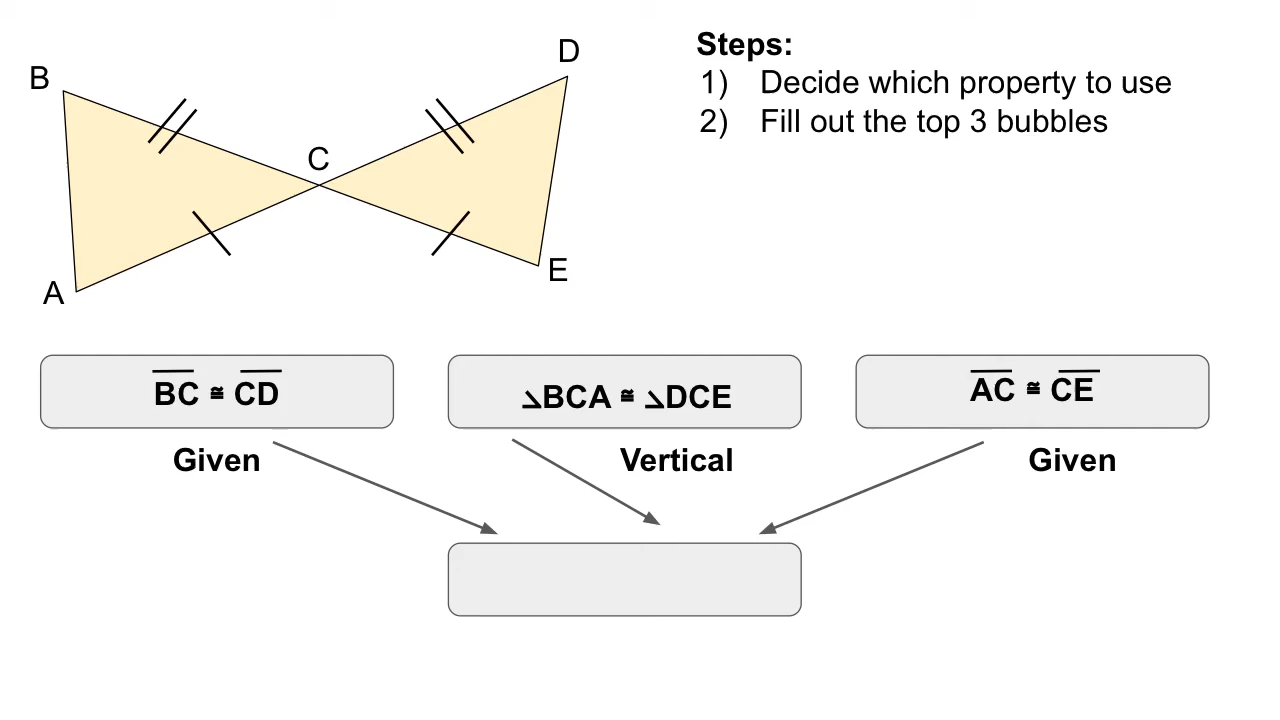 Steps:
1) Decide which property to use
2) Fill out the top 3 bubbles
B
D
C
A
E
BC ≅ CD
∠BCA ≅ ∠DCE
AC ≅ CE
Given
Vertical
Given